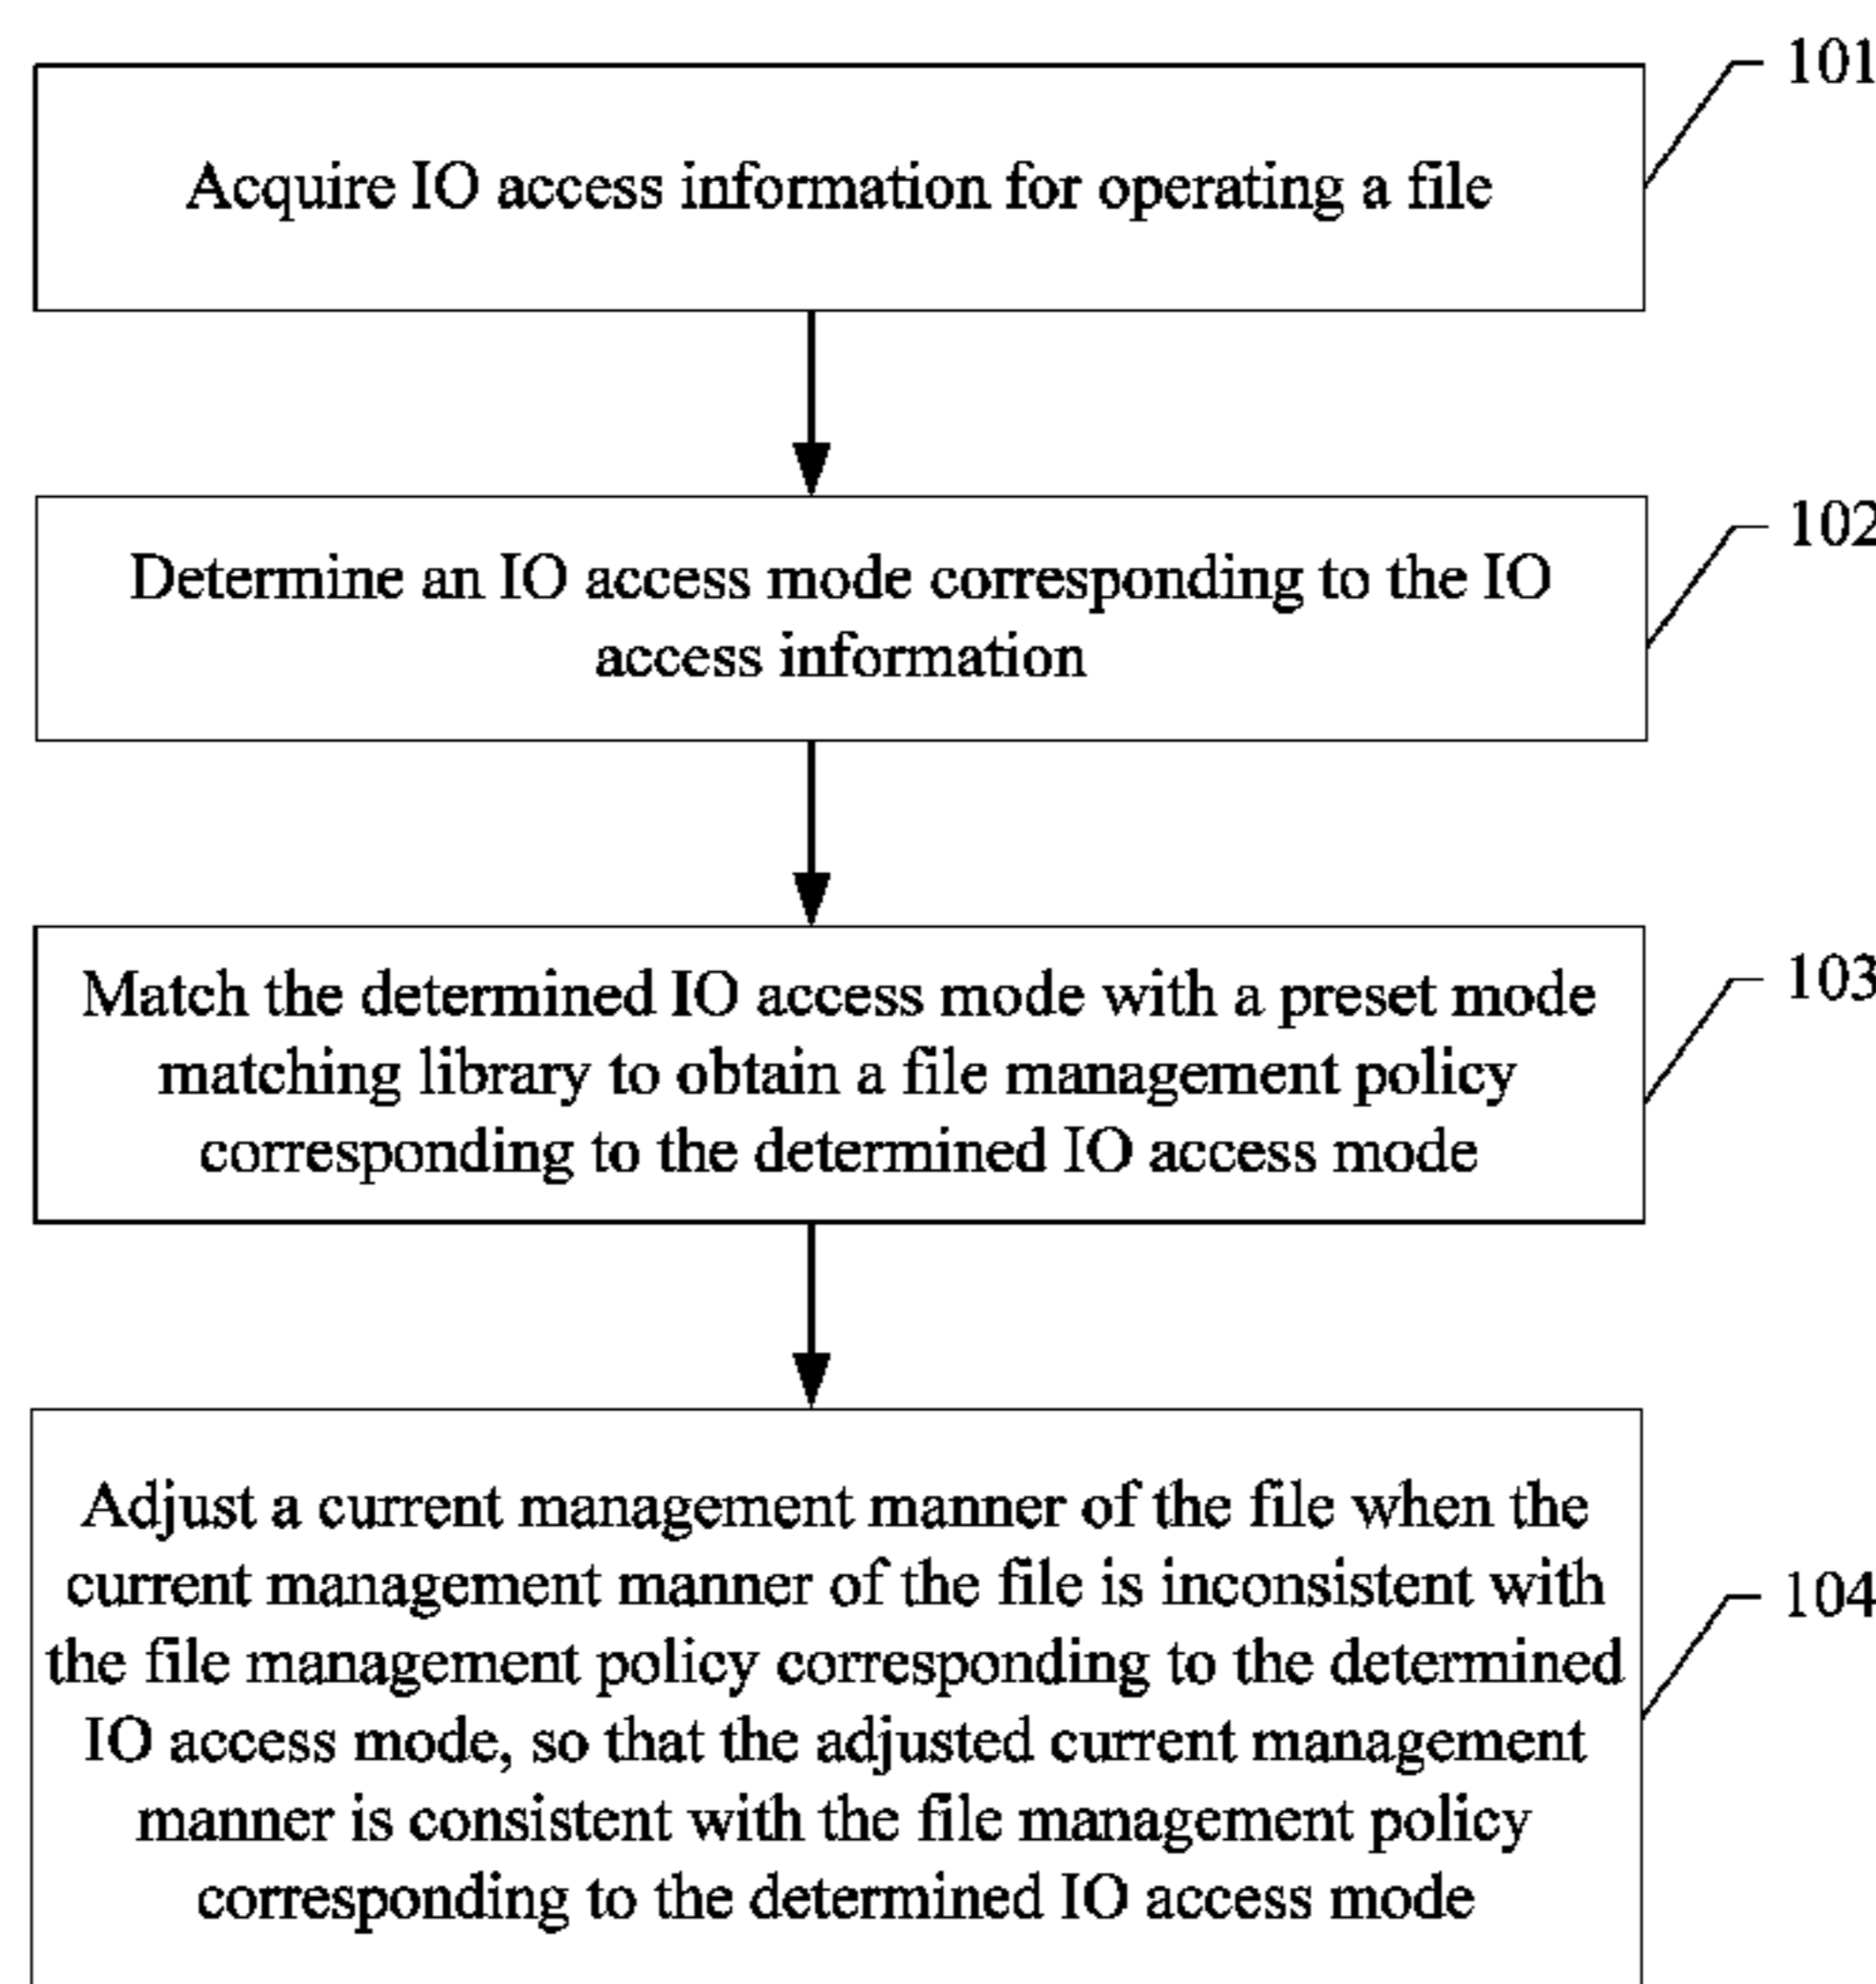 101
Acquire IO access information for operating a file
102
Determine an IO access mode corresponding to the IO
access information
103
Match the determined IO access mode with a preset mode
matching library to obtain a file management policy
corresponding to the determined IO access mode
104
Adjust a current management manner of the file when the
current management manner of the file is inconsistent with
the file management policy corresponding to the determined
IO access mode, so that the adjusted current management
manner is consistent with the file management policy
corresponding to the determined IO access mode